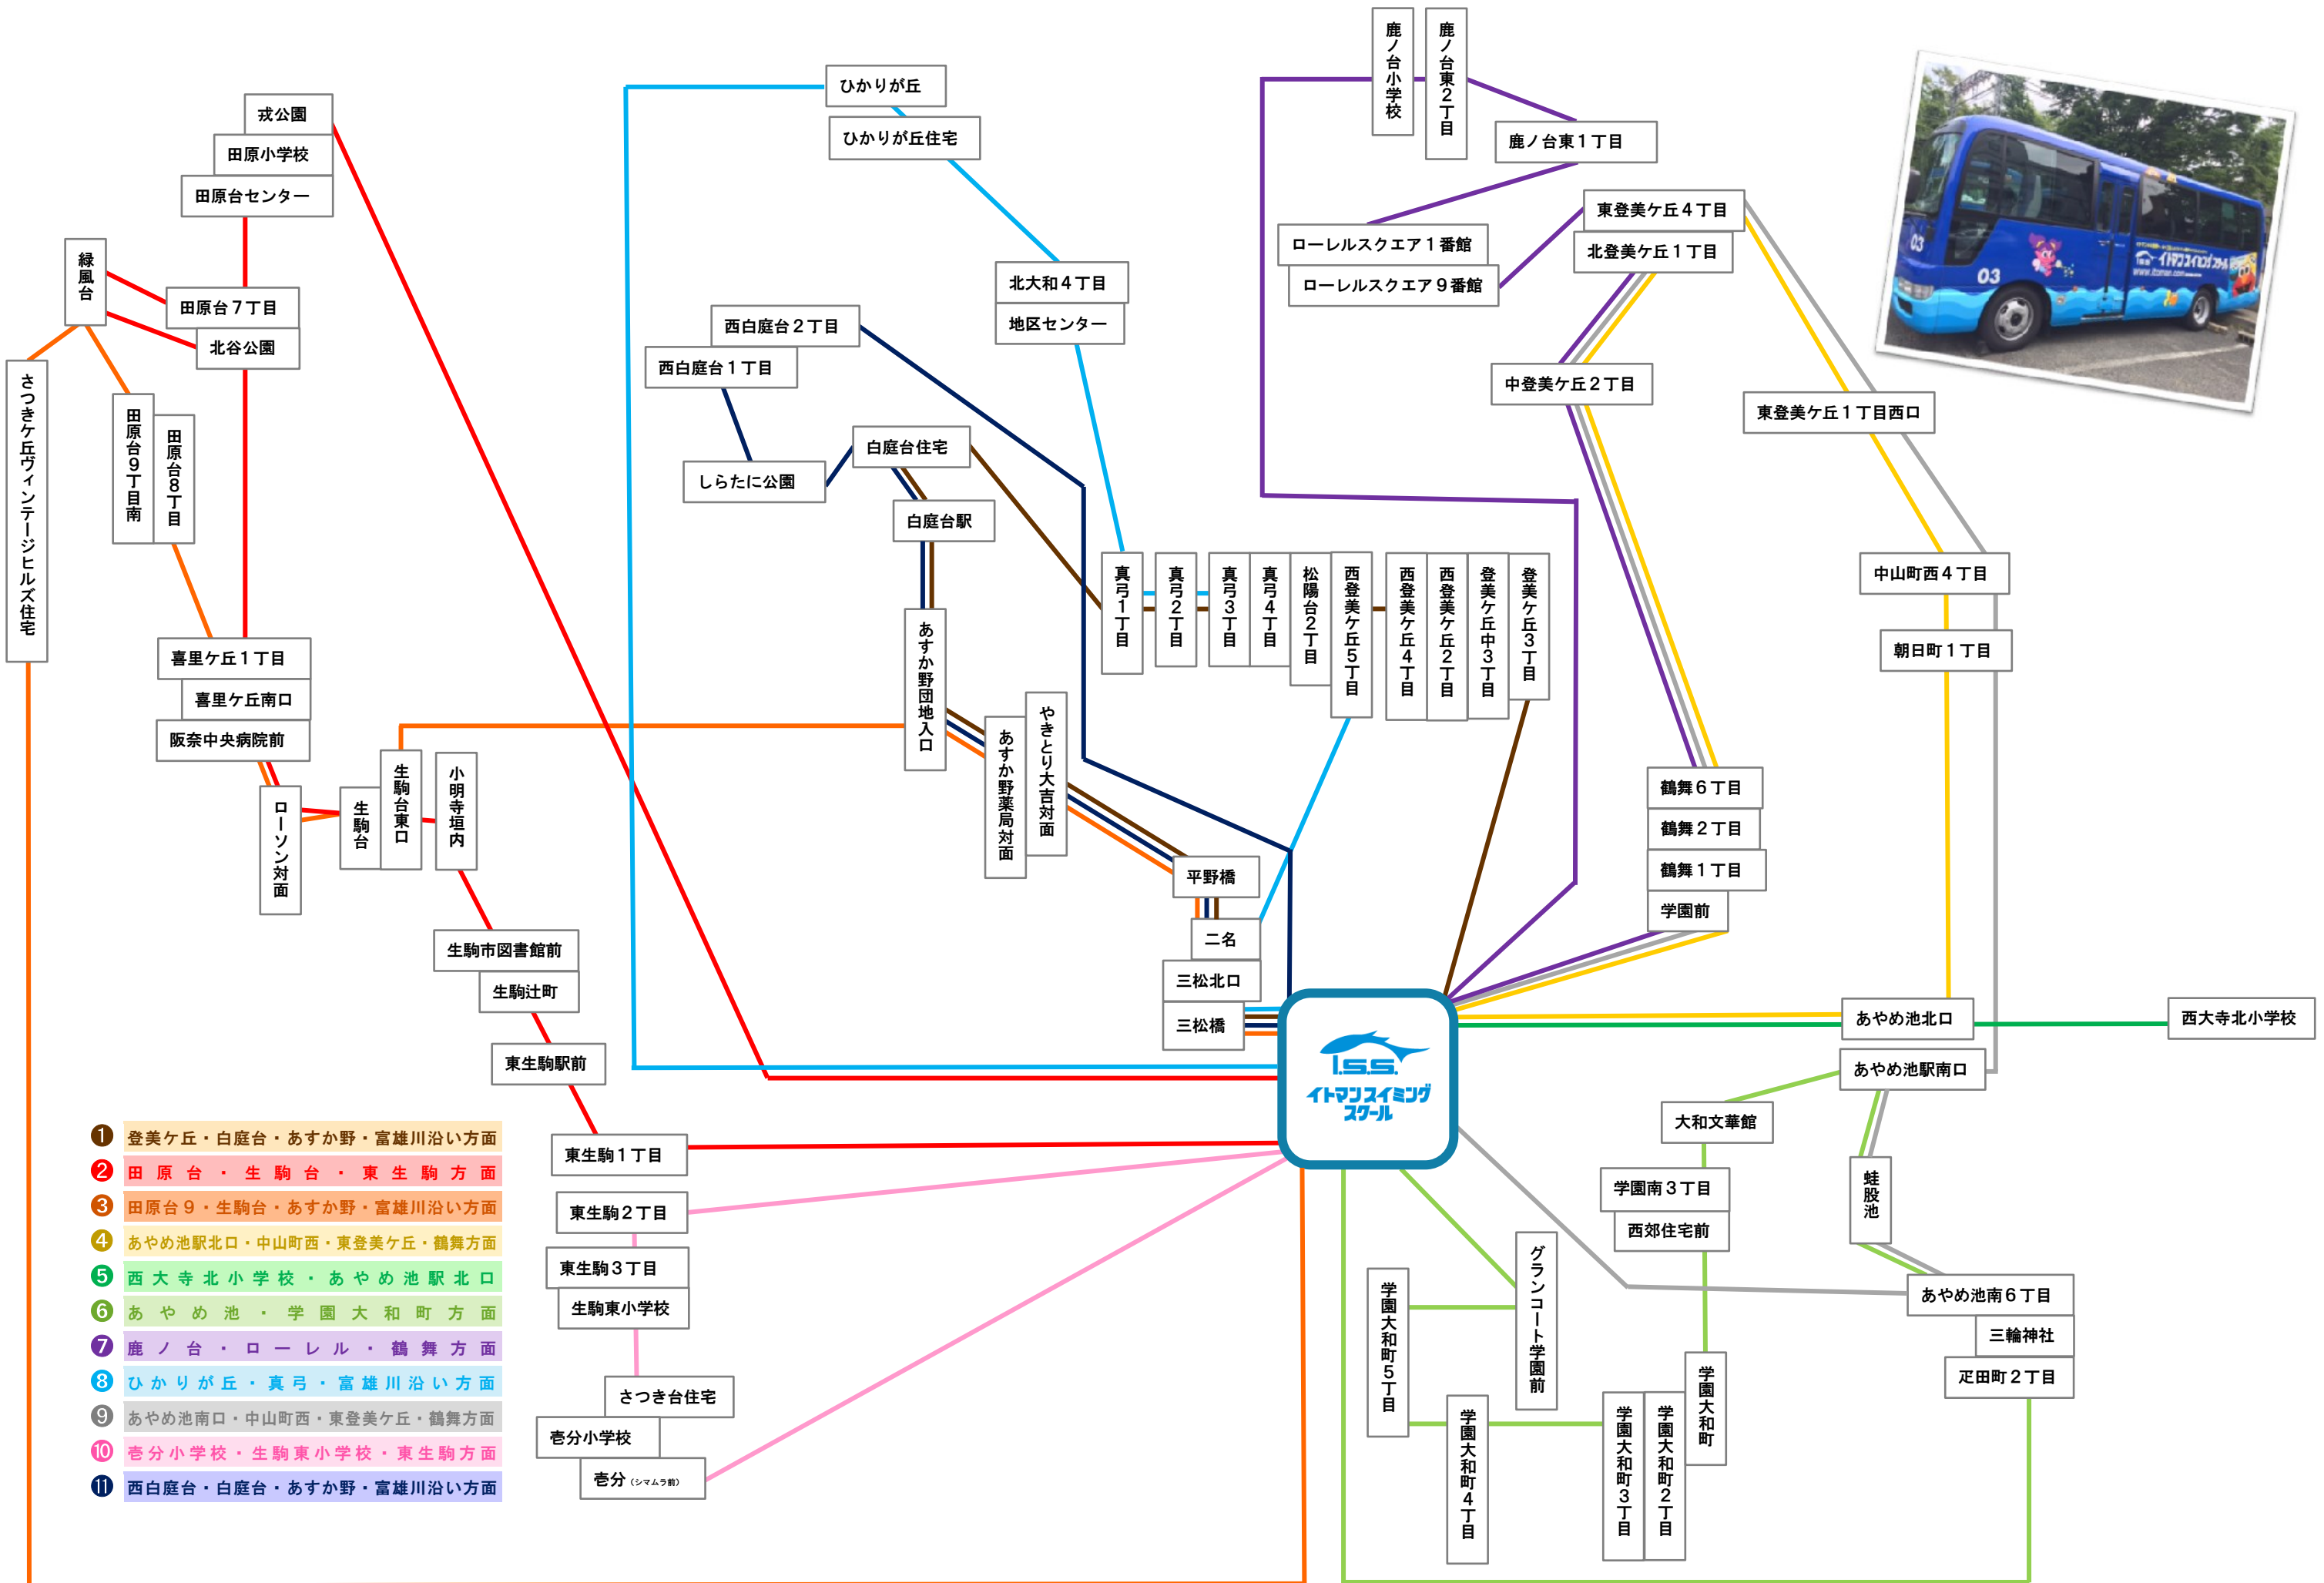 鹿ノ台小学校
鹿ノ台東２丁目
ひかりが丘
ひかりが丘住宅
鹿ノ台東１丁目
戎公園
田原小学校
田原台センター
東登美ケ丘４丁目
北登美ケ丘１丁目
ローレルスクエア１番館
ローレルスクエア９番館
03
03
イトマンスイミングスクール
www.itoman.com
緑風台
田原台７丁目
北谷公園
北大和４丁目
地区センター
西白庭台２丁目
西白庭台１丁目
中登美ケ丘２丁目
東登美ケ丘１丁目西口
さつきケ丘ヴィンテージヒルズ住宅
田原台９丁目南
田原台８丁目
白庭台住宅
しらたに公園
白庭台駅
真弓１丁目
真弓２丁目
真弓３丁目
真弓４丁目
松陽台２丁目
西登美ケ丘５丁目
西登美ケ丘４丁目
西登美ケ丘２丁目
登美ケ丘中３丁目
登美ケ丘３丁目
中山町西４丁目
朝日町１丁目
喜里ケ丘１丁目
喜里ケ丘南口
阪奈中央病院前
あすか野団地入口
あすか野薬局対面
やきとり大吉対面
ローソン対面
生駒台
生駒台東口
小明寺垣内
鶴舞６丁目
鶴舞２丁目
鶴舞１丁目
学園前
平野橋
二名
三松北口
三松橋
生駒市図書館前
生駒辻町
東生駒駅前
東生駒１丁目
I.S.S.
イトマンスイミング
スクール
あやめ池北口
西大寺北小学校
あやめ池駅南口
大和文華館
学園南３丁目
西郊住宅前
蛙股池
あやめ池南６丁目
三輪神社
疋田町２丁目
東生駒２丁目
東生駒３丁目
生駒東小学校
さつき台住宅
壱分小学校
壱分（シマムラ前）
グランコート学園前
学園大和町５丁目
学園大和町４丁目
学園大和町３丁目
学園大和町２丁目
学園大和町
❶ 登美ケ丘・白庭台・あすか野・富雄川沿い方面
❷ 田原台・生駒台・東生駒方面
❸ 田原台９・生駒台・あすか野・富雄川沿い方面
❹ あやめ池駅北口・中山町西・東登美ケ丘・鶴舞方面
❺ 西大寺北小学校・あやめ池駅北口
❻ あやめ池・学園大和町方面
❼ 鹿ノ台・ローレル・鶴舞方面
❽ ひかりが丘・真弓・富雄川沿い方面
❾ あやめ池南口・中山町西・東登美ケ丘・鶴舞方面
❿ 壱分小学校・生駒東小学校・東生駒方面
⓫ 西白庭台・白庭台・あすか野・富雄川沿い方面